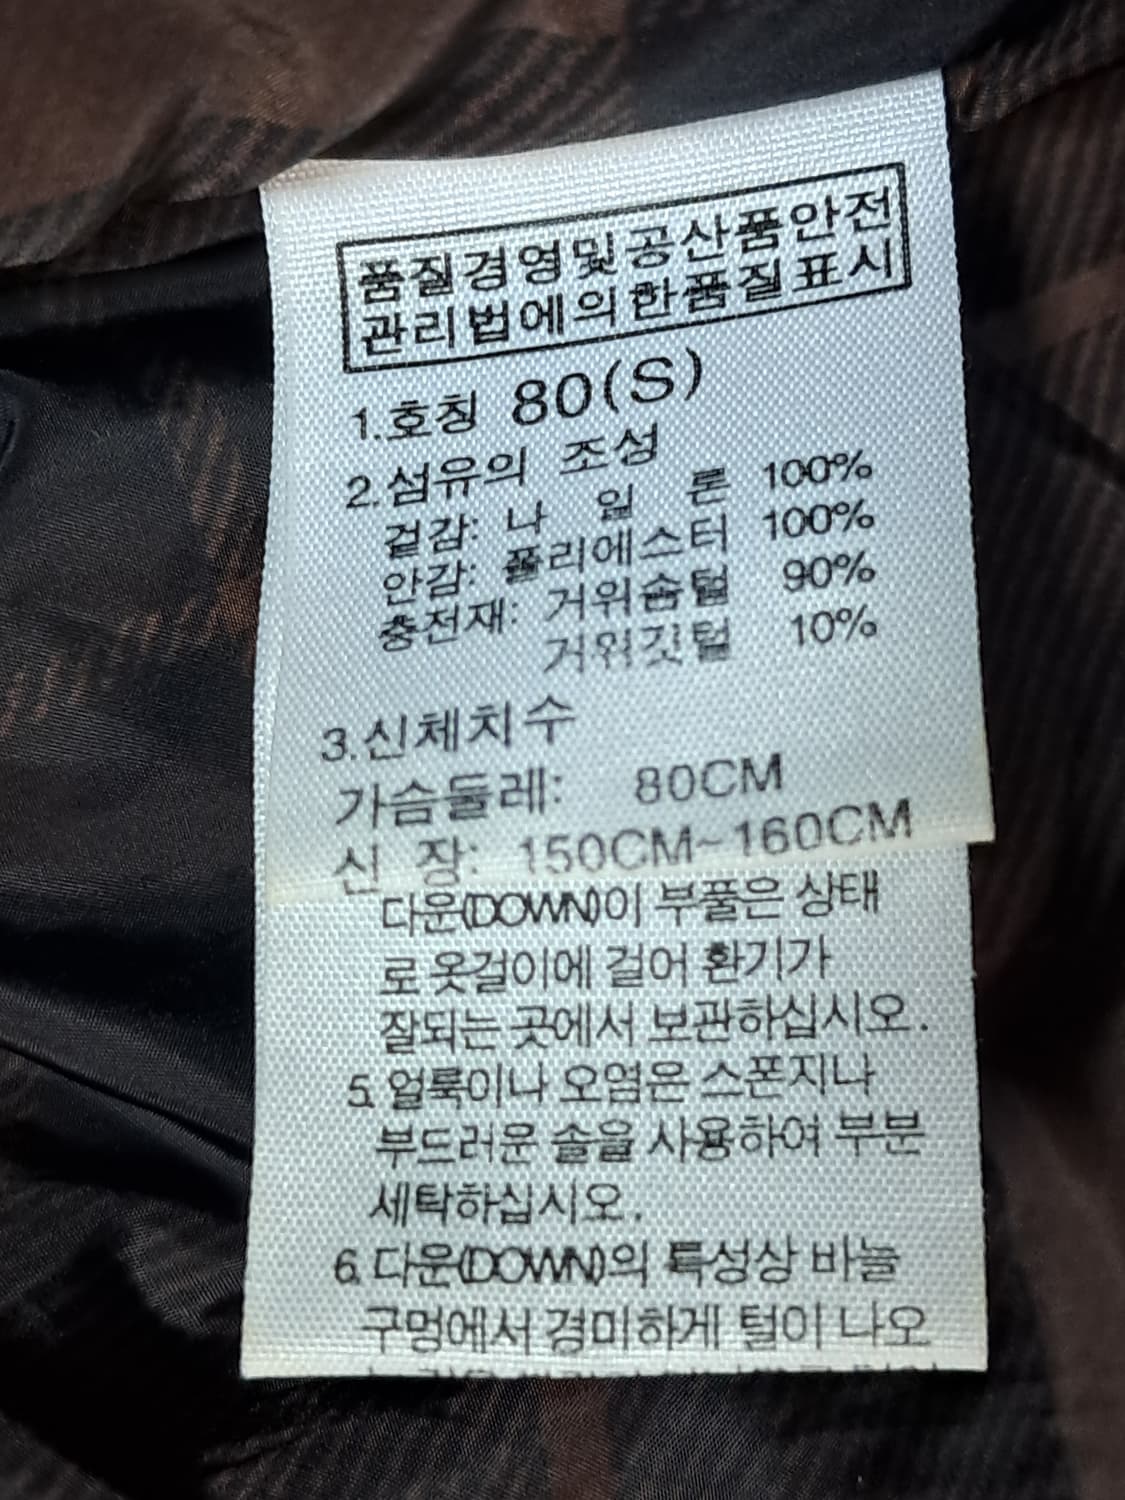 품질경영및공산품안전
관리법에의한품질표시
1.호칭 80(S)
2.섬유의 조성
겉감: 나 일 론 100%
안감: 폴리에스터 100%
충전재: 거위솜털 90%
거위깃털 10%
3.신체치수
가슴둘레: 80CM
신 장: 150CM~160CM
다운(DOWN)이 부풀은 상태
로 옷걸이에 걸어 환기가
잘되는 곳에서 보관하십시오.
5.얼룩이나 오염은 스폰지나
부드러운 솔을 사용하여 부분
세탁하십시오.
6.다운(DOWN)의 특성상 바늘
구멍에서 경미하게 털이 나오